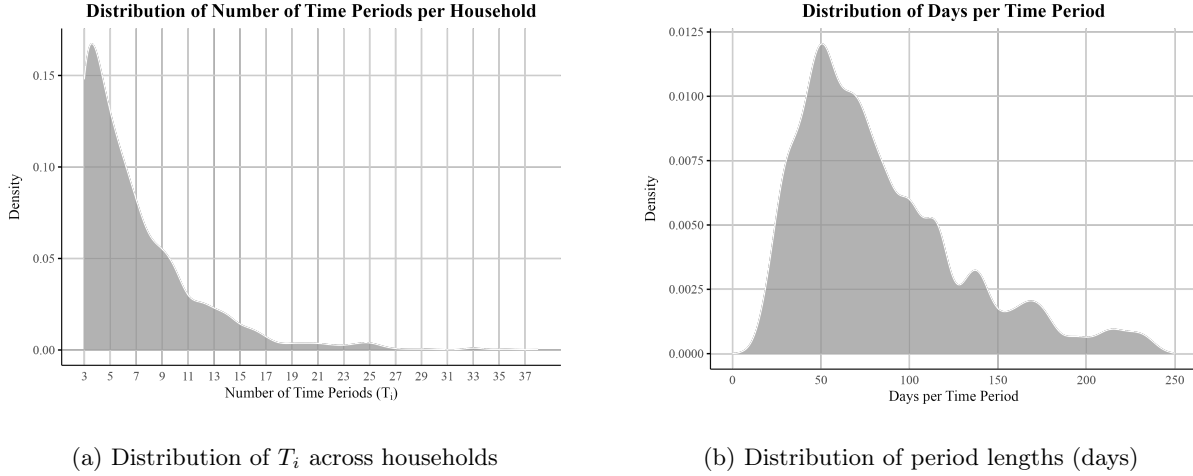 Distribution of Number of Time Periods per Household
0.15
0.10
0.05
0.00
Density
3 5 7 9 11 13 15 17 19 21 23 25 27 29 31 33 35 37
Number of Time Periods (Tᵢ)
(a) Distribution of Tᵢ across households
Distribution of Days per Time Period
0.0125
0.0100
0.0075
0.0050
0.0025
0.0000
Density
0 50 100 150 200 250
Days per Time Period
(b) Distribution of period lengths (days)